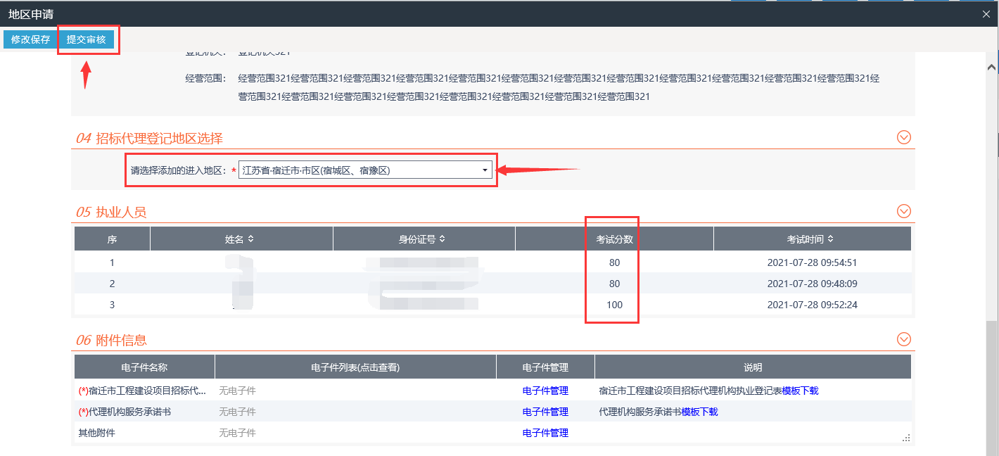 地区申请
修改保存 提交审核
经营范围： 经营范围321经营范围321经营范围321经营范围321经营范围321经营范围321经营范围321经营范围321经营范围321经营范围321经营范围321经营范围321经
营范围321经营范围321经营范围321经营范围321经营范围321经营范围321经营范围321经营范围321
04 招标代理登记地区选择
请选择添加的进入地区：* 江苏省·宿迁市·市区(宿城区、宿豫区)
05 执业人员
序 姓名 身份证号 考试分数 考试时间
1 80 2021-07-28 09:54:51
2 80 2021-07-28 09:48:09
3 100 2021-07-28 09:52:24
06 附件信息
电子件名称 电子件列表(点击查看) 电子件管理 说明
(*)宿迁市工程建设项目招标代... 无电子件 电子件管理 宿迁市工程建设项目招标代理机构执业登记表模板下载
(*)代理机构服务承诺书 无电子件 电子件管理 代理机构服务承诺书模板下载
其他附件 无电子件 电子件管理